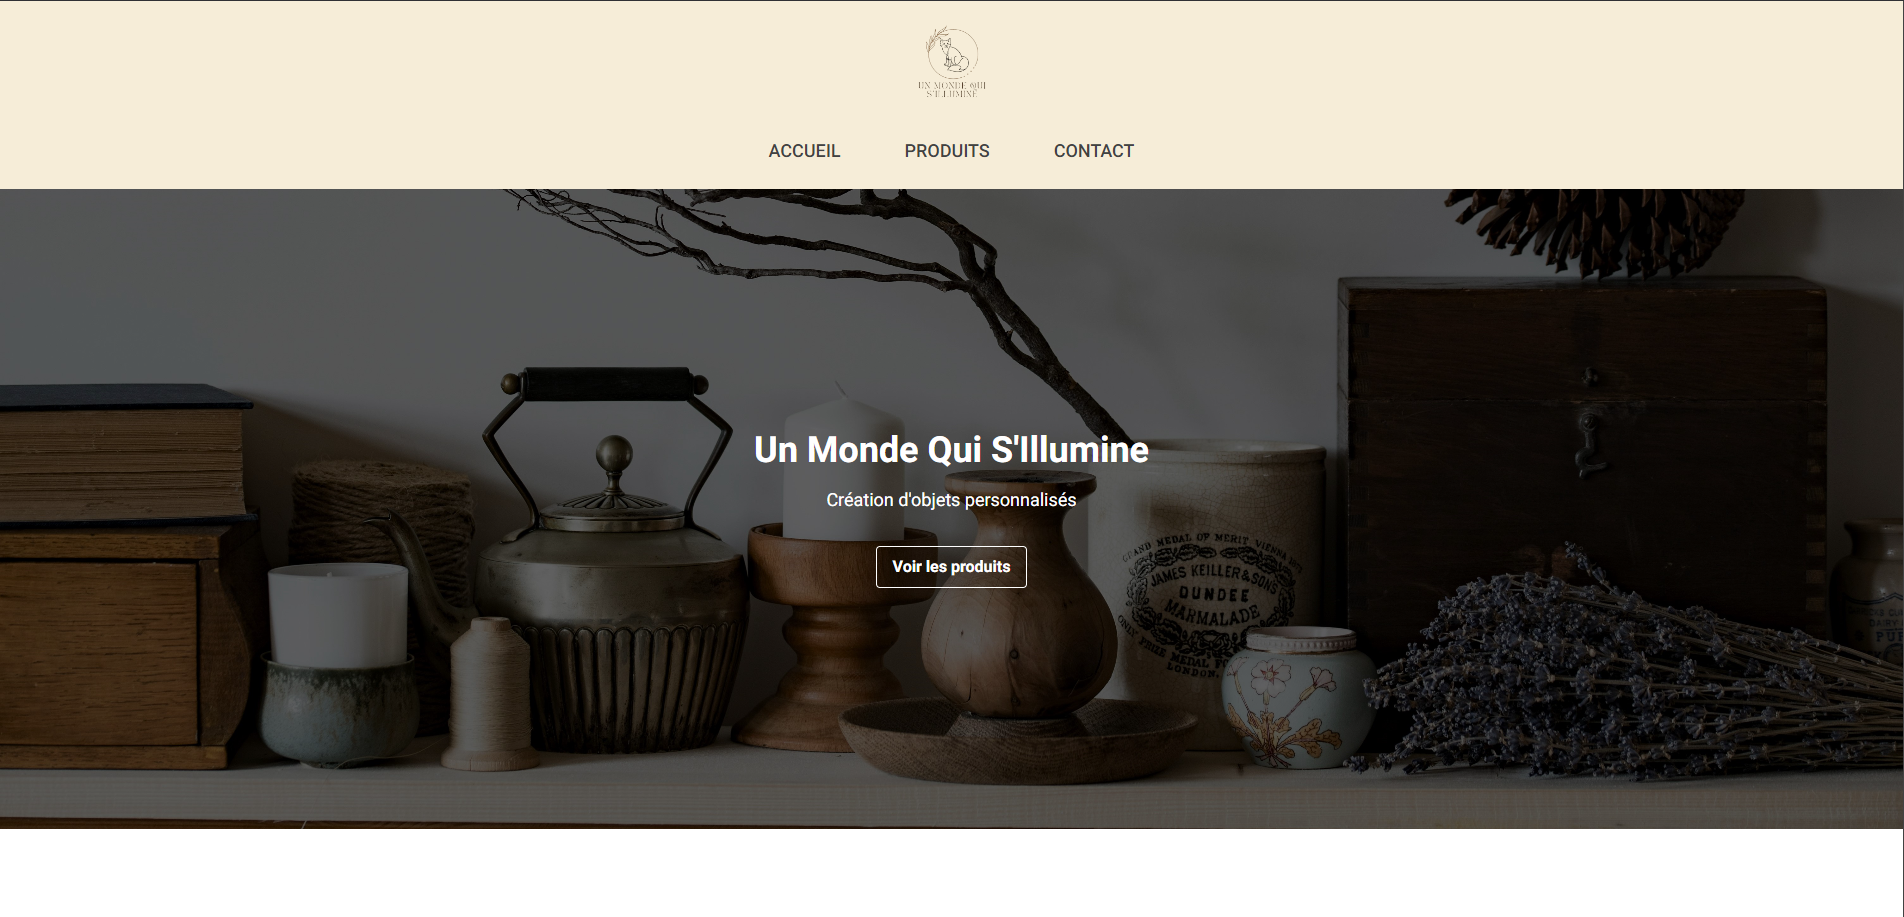 UN MONDE QUI
S'ILLUMINE
ACCUEIL PRODUITS CONTACT
Un Monde Qui S'Illumine
Création d'objets personnalisés
Voir les produits
GRAND MEDAL OF MERIT VIENNA
JAMES KEILLER & SONS
DUNDEE
MARMALADE
ONLY PRIZE MEDAL
LONDON.